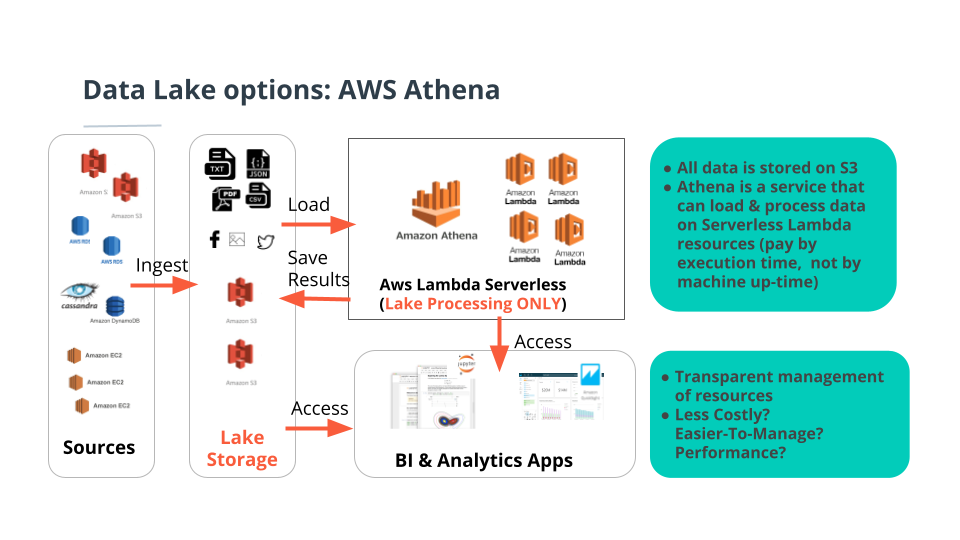 Data Lake options: AWS Athena
Amazon S
Amazon S3
AWS RDS
AWS RDS
cassandra
Amazon DynamoDB
Amazon EC2
Amazon EC2
Amazon EC2
Sources
Ingest
TXT
JSON
PDF
CSV
Amazon S3
Amazon S3
Lake
Storage
Load
Save
Results
Access
Amazon Athena
Amazon
Lambda
Amazon
Lambda
Amazon
Lambda
Amazon
Lambda
Aws Lambda Serverless
(Lake Processing ONLY)
Access
jupyter
BI & Analytics Apps
● All data is stored on S3
● Athena is a service that
can load & process data
on Serverless Lambda
resources (pay by
execution time, not by
machine up-time)
● Transparent management
of resources
● Less Costly?
Easier-To-Manage?
Performance?